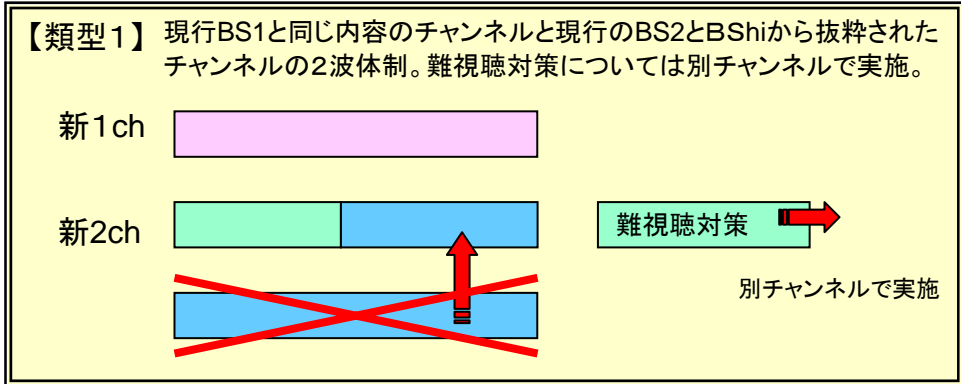 【類型１】 現行BS1と同じ内容のチャンネルと現行のBS2とＢＳhiから抜粋された
チャンネルの２波体制。難視聴対策については別チャンネルで実施。
新１ch
新2ch
難視聴対策
別チャンネルで実施